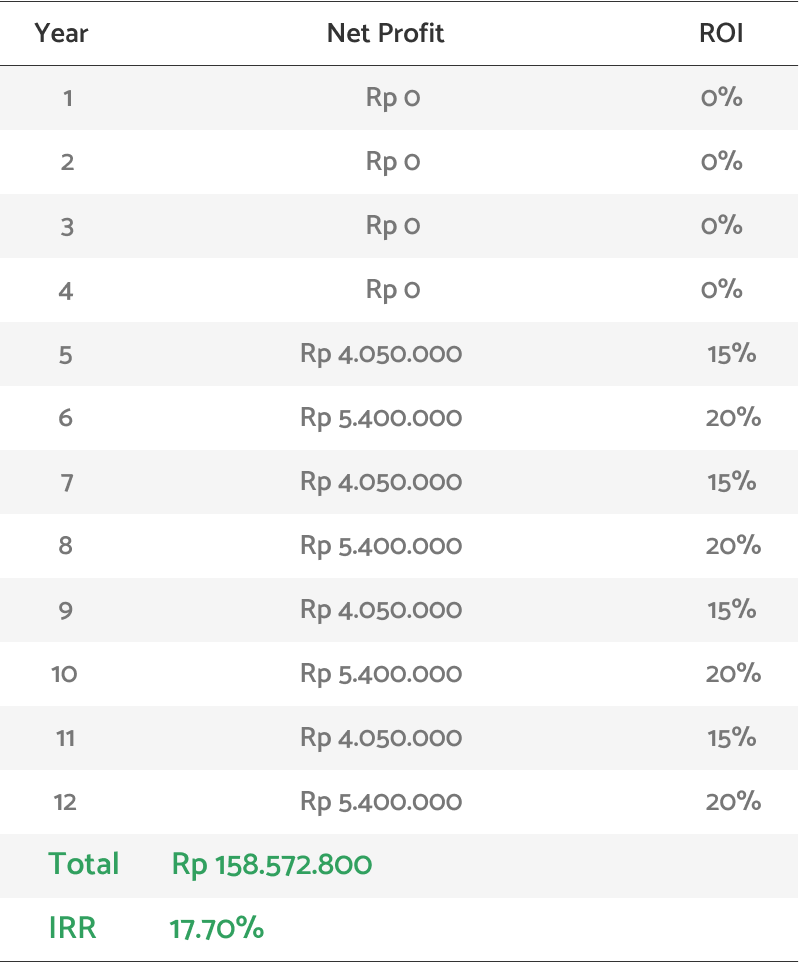 Year Net Profit ROI
1 Rp 0 0%
2 Rp 0 0%
3 Rp 0 0%
4 Rp 0 0%
5 Rp 4.050.000 15%
6 Rp 5.400.000 20%
7 Rp 4.050.000 15%
8 Rp 5.400.000 20%
9 Rp 4.050.000 15%
10 Rp 5.400.000 20%
11 Rp 4.050.000 15%
12 Rp 5.400.000 20%
Total Rp 158.572.800
IRR 17.70%